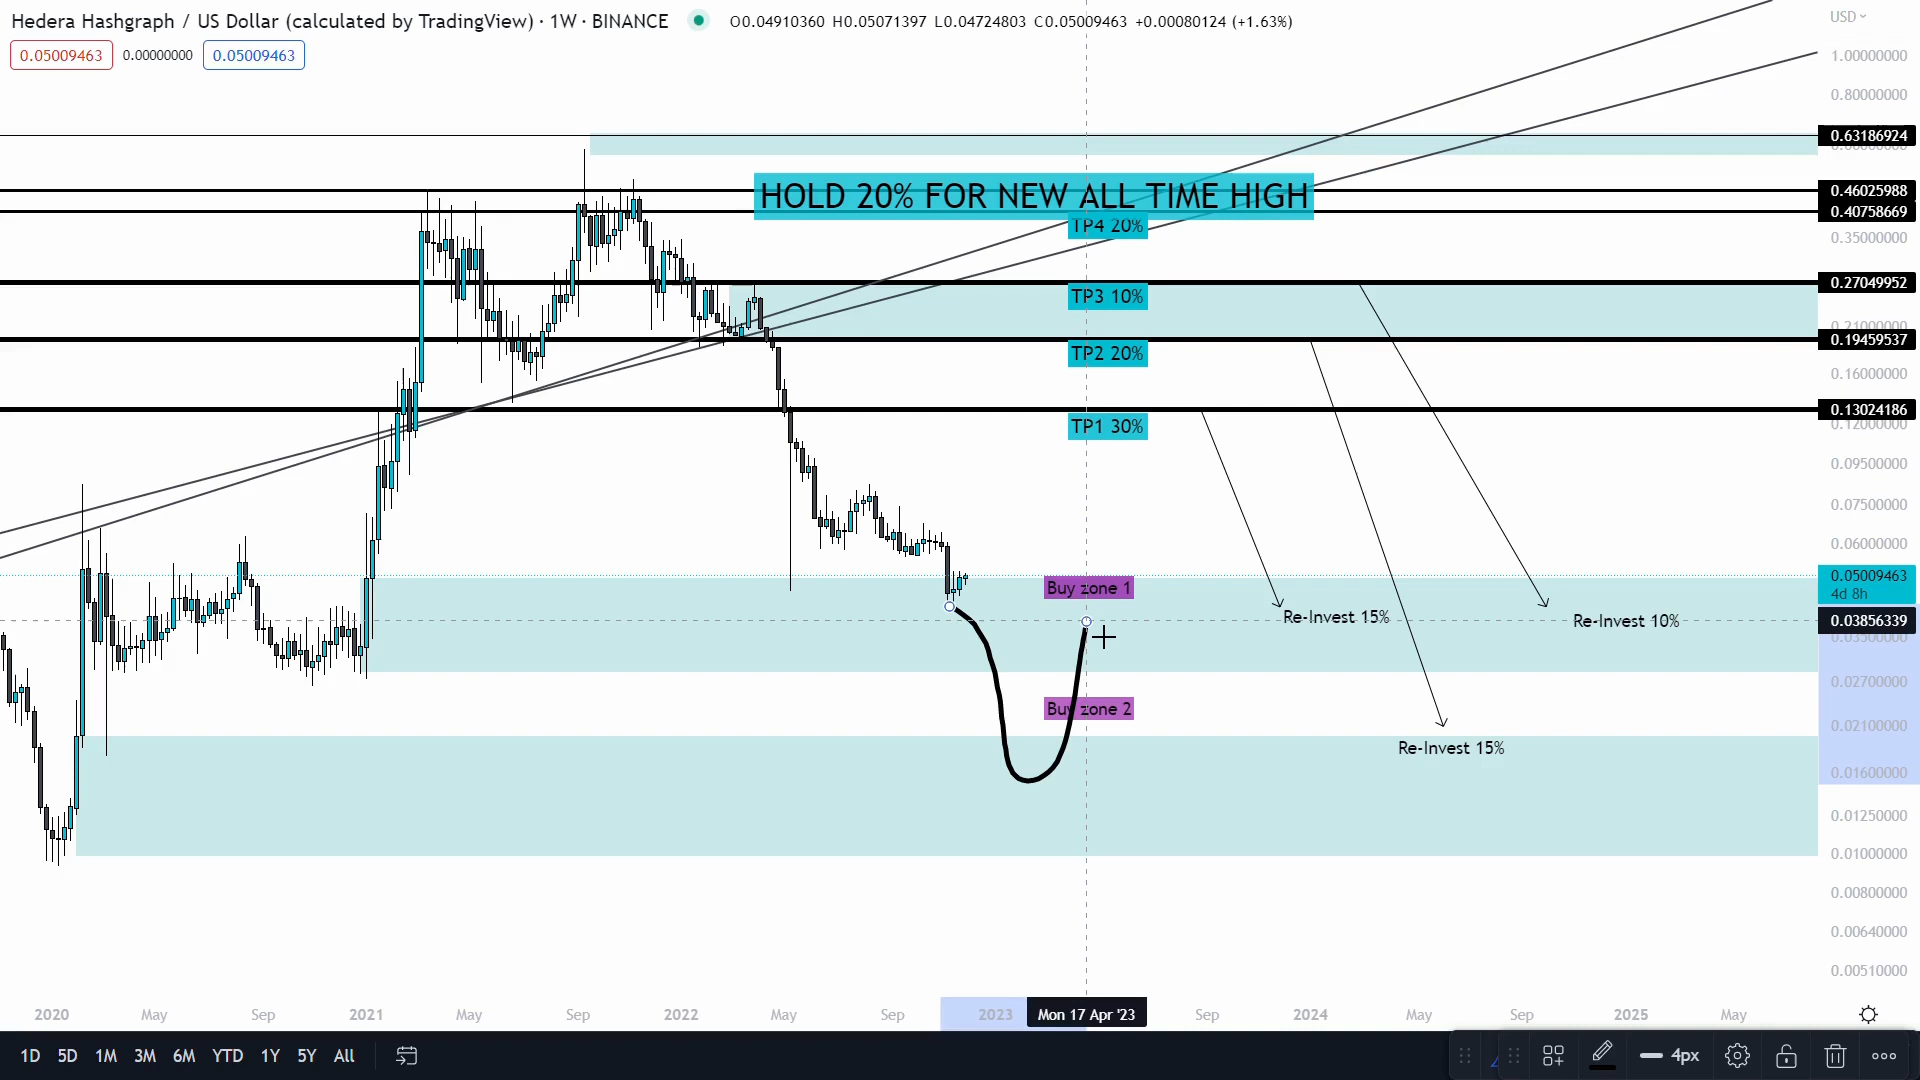 Hedera Hashgraph / US Dollar (calculated by TradingView) · 1W · BINANCE
O0.04910360 H0.05071397 L0.04724803 C0.05009463 +0.00080124 (+1.63%)
USD
0.05009463 0.00000000 0.05009463
1.00000000
0.80000000
0.63186924
HOLD 20% FOR NEW ALL TIME HIGH
0.46025988
0.40758669
TP4 20%
0.35000000
0.27049952
TP3 10%
0.21000000
0.19459537
TP2 20%
0.16000000
0.13024186
TP1 30%
0.12000000
0.09500000
0.07500000
0.06000000
0.05009463
4d 8h
Buy zone 1
Re-Invest 15%
Re-Invest 10%
0.03856339
0.03500000
0.02700000
Buy zone 2
0.02100000
Re-Invest 15%
0.01600000
0.01250000
0.01000000
0.00800000
0.00640000
0.00510000
2020 May Sep 2021 May Sep 2022 May Sep 2023 Mon 17 Apr '23 Sep 2024 May Sep 2025 May
1D 5D 1M 3M 6M YTD 1Y 5Y All
4px